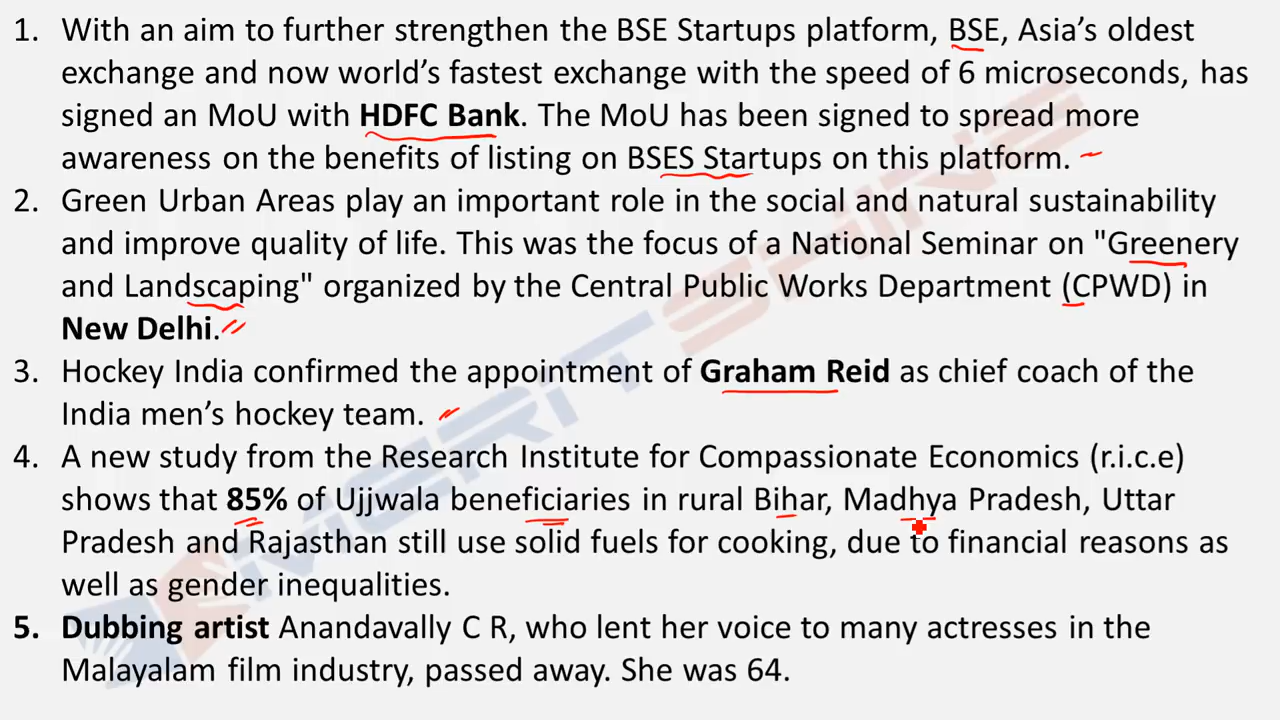 1. With an aim to further strengthen the BSE Startups platform, BSE, Asia's oldest
exchange and now world's fastest exchange with the speed of 6 microseconds, has
signed an MoU with HDFC Bank. The MoU has been signed to spread more
awareness on the benefits of listing on BSES Startups on this platform.
2. Green Urban Areas play an important role in the social and natural sustainability
and improve quality of life. This was the focus of a National Seminar on "Greenery
and Landscaping" organized by the Central Public Works Department (CPWD) in
New Delhi.
3. Hockey India confirmed the appointment of Graham Reid as chief coach of the
India men's hockey team.
4. A new study from the Research Institute for Compassionate Economics (r.i.c.e)
shows that 85% of Ujjwala beneficiaries in rural Bihar, Madhya Pradesh, Uttar
Pradesh and Rajasthan still use solid fuels for cooking, due to financial reasons as
well as gender inequalities.
5. Dubbing artist Anandavally C R, who lent her voice to many actresses in the
Malayalam film industry, passed away. She was 64.
MERITSHINE